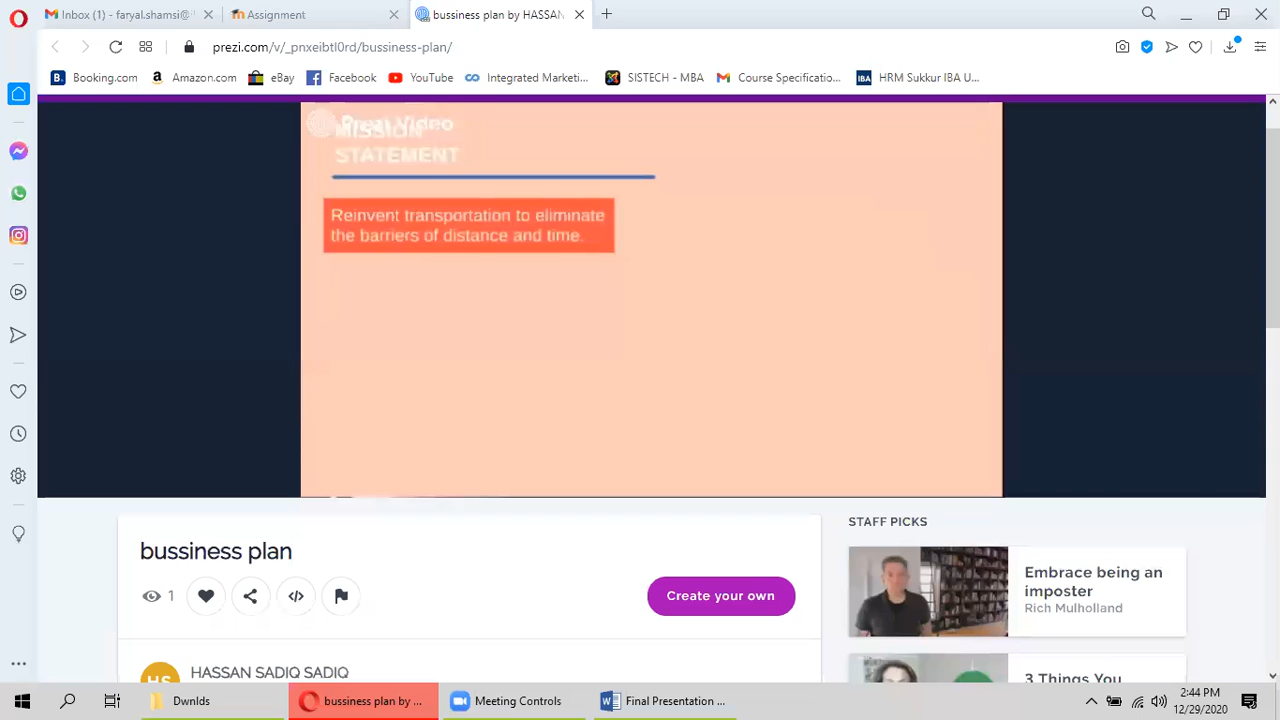 Inbox (1) - faryal.shamsi@
Assignment
bussiness plan by HASSAN
prezi.com/v/_pnxeibtl0rd/bussiness-plan/
B. Booking.com
a Amazon.com
eBay
Facebook
YouTube
Integrated Marketi...
SISTECH - MBA
Course Specificatio...
IBA HRM Sukkur IBA U...
Prezi Video
MISSION
STATEMENT
Reinvent transportation to eliminate
the barriers of distance and time.
bussiness plan
1
Create your own
HS
HASSAN SADIQ SADIQ
STAFF PICKS
Embrace being an
imposter
Rich Mulholland
3 Things You
Dwnlds
bussiness plan by ...
Meeting Controls
Final Presentation ...
2:44 PM
12/29/2020